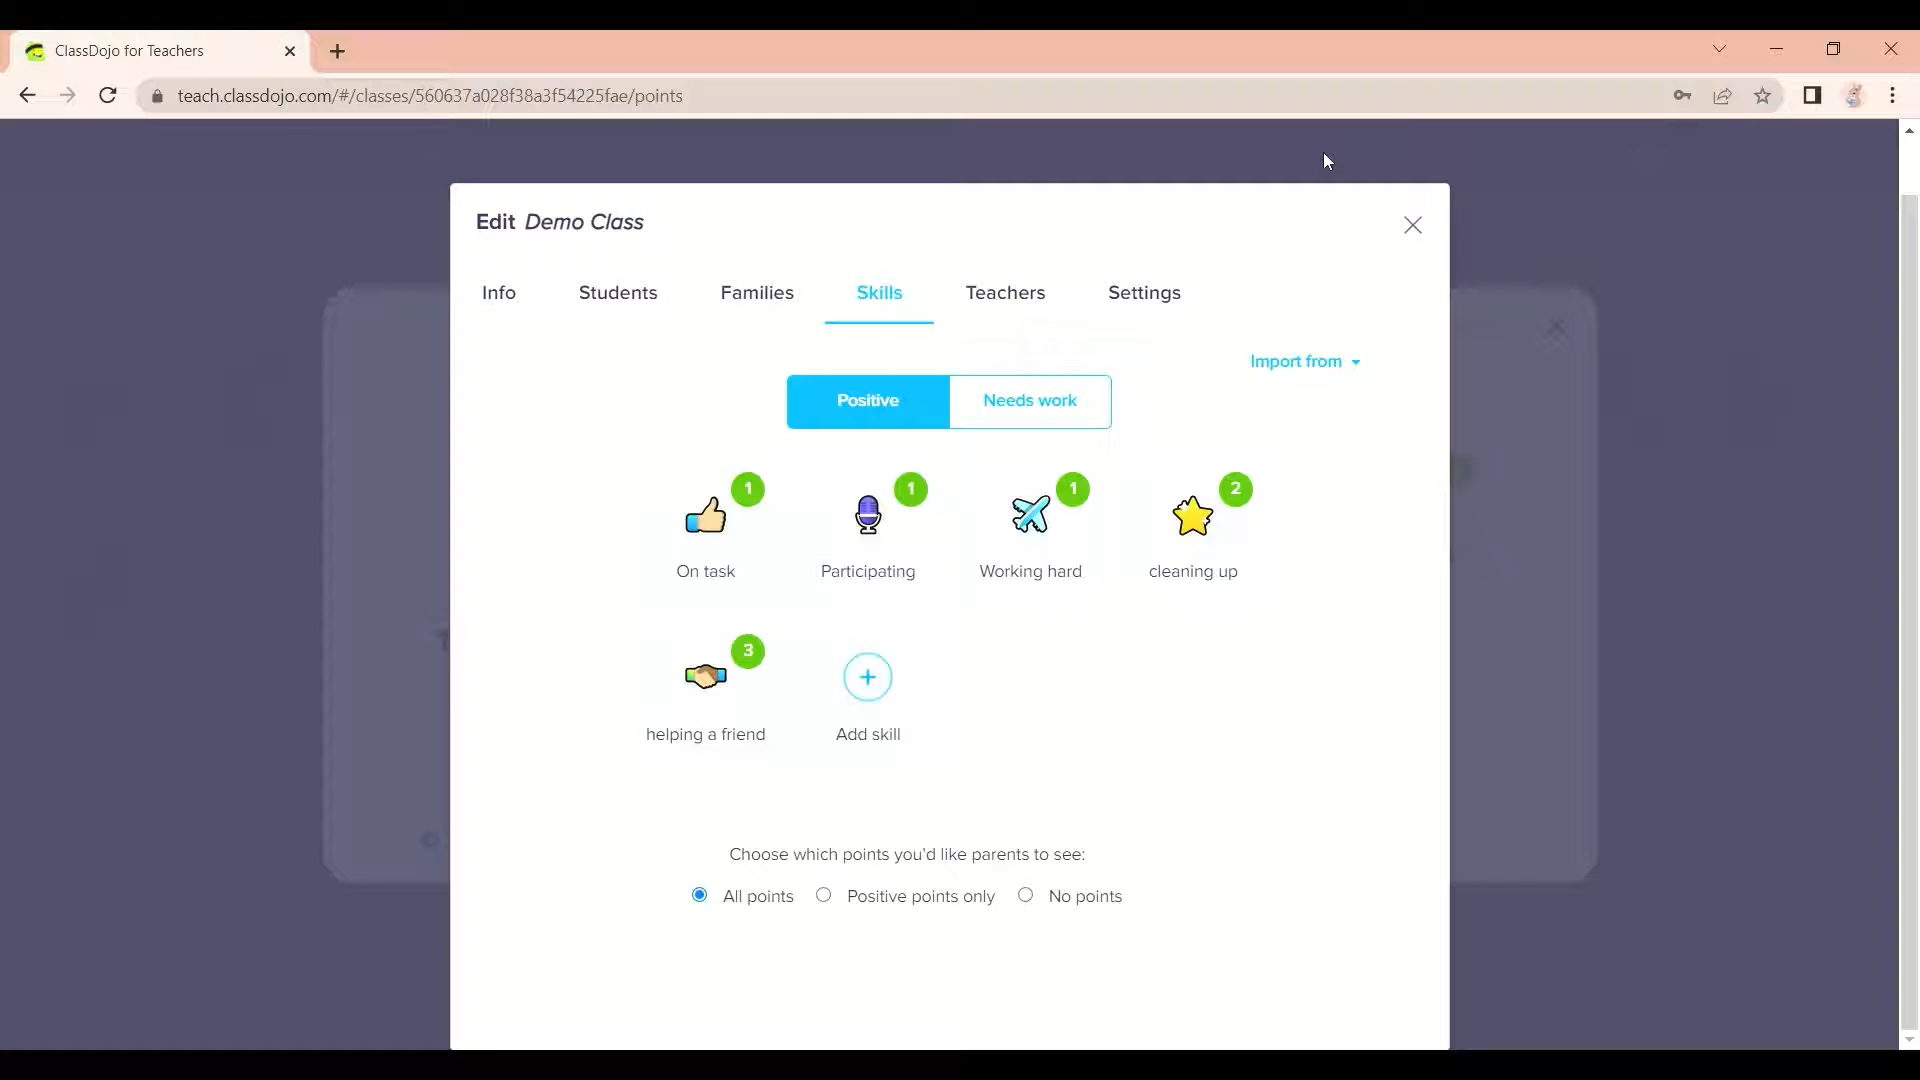 ClassDojo for Teachers
teach.classdojo.com/#/classes/560637a028f38a3f54225fae/points
Edit Demo Class
Info Students Families Skills Teachers Settings
Import from
Positive Needs work
1 1 1 2
On task Participating Working hard cleaning up
3
helping a friend Add skill
Choose which points you'd like parents to see:
All points Positive points only No points